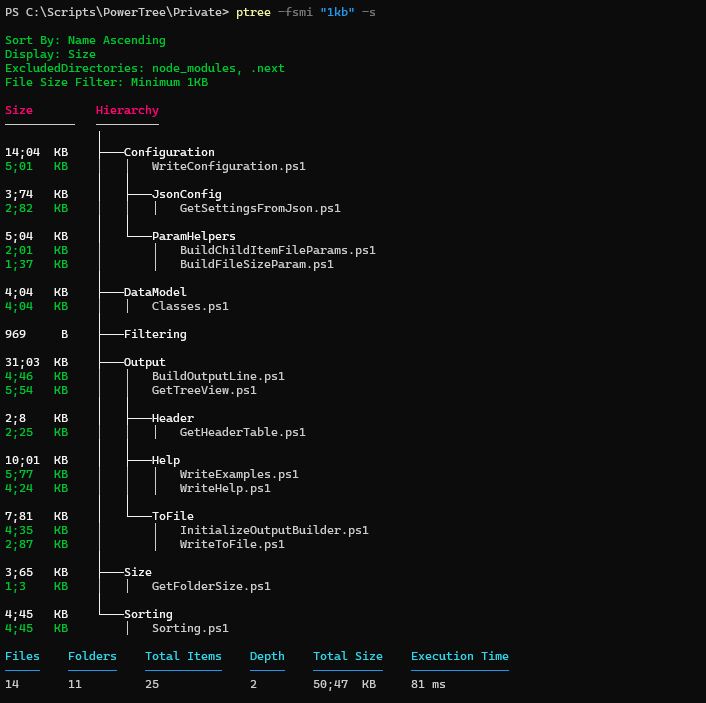 PS C:\Scripts\PowerTree\Private> ptree -fsmi "1kb" -s
Sort By: Name Ascending
Display: Size
ExcludedDirectories: node_modules, .next
File Size Filter: Minimum 1KB
Size Hierarchy
14;04 KB Configuration
5;01 KB WriteConfiguration.ps1
3;74 KB JsonConfig
2;82 KB GetSettingsFromJson.ps1
5;04 KB ParamHelpers
2;01 KB BuildChildItemFileParams.ps1
1;37 KB BuildFileSizeParam.ps1
4;04 KB DataModel
4;04 KB Classes.ps1
969 B Filtering
31;03 KB Output
4;46 KB BuildOutputLine.ps1
5;54 KB GetTreeView.ps1
2;8 KB Header
2;25 KB GetHeaderTable.ps1
10;01 KB Help
5;77 KB WriteExamples.ps1
4;24 KB WriteHelp.ps1
7;81 KB ToFile
4;35 KB InitializeOutputBuilder.ps1
2;87 KB WriteToFile.ps1
3;65 KB Size
1;3 KB GetFolderSize.ps1
4;45 KB Sorting
4;45 KB Sorting.ps1
Files Folders Total Items Depth Total Size Execution Time
14 11 25 2 50;47 KB 81 ms